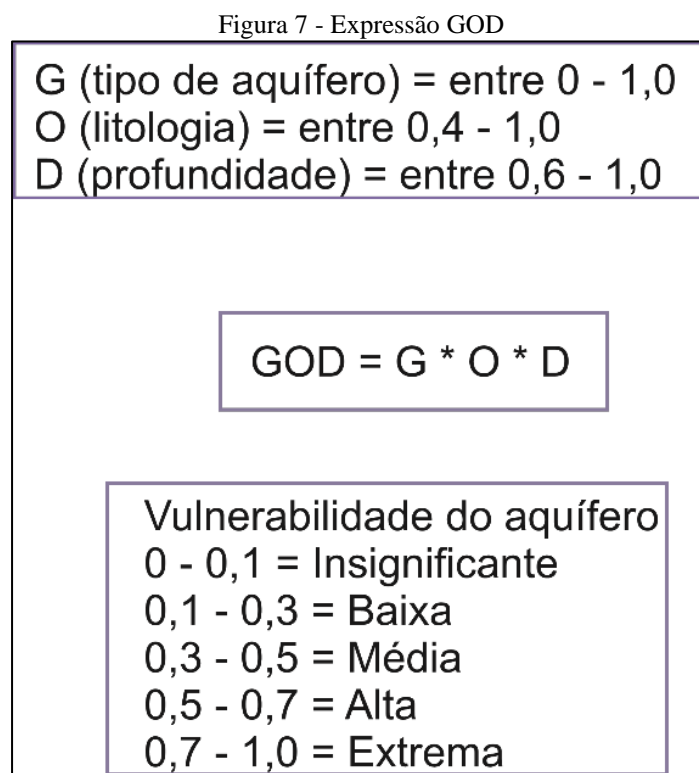 Figura 7 - Expressão GOD
G (tipo de aquífero) = entre 0 - 1,0
O (litologia) = entre 0,4 - 1,0
D (profundidade) = entre 0,6 - 1,0
GOD = G * O * D
Vulnerabilidade do aquífero
0 - 0,1 = Insignificante
0,1 - 0,3 = Baixa
0,3 - 0,5 = Média
0,5 - 0,7 = Alta
0,7 - 1,0 = Extrema